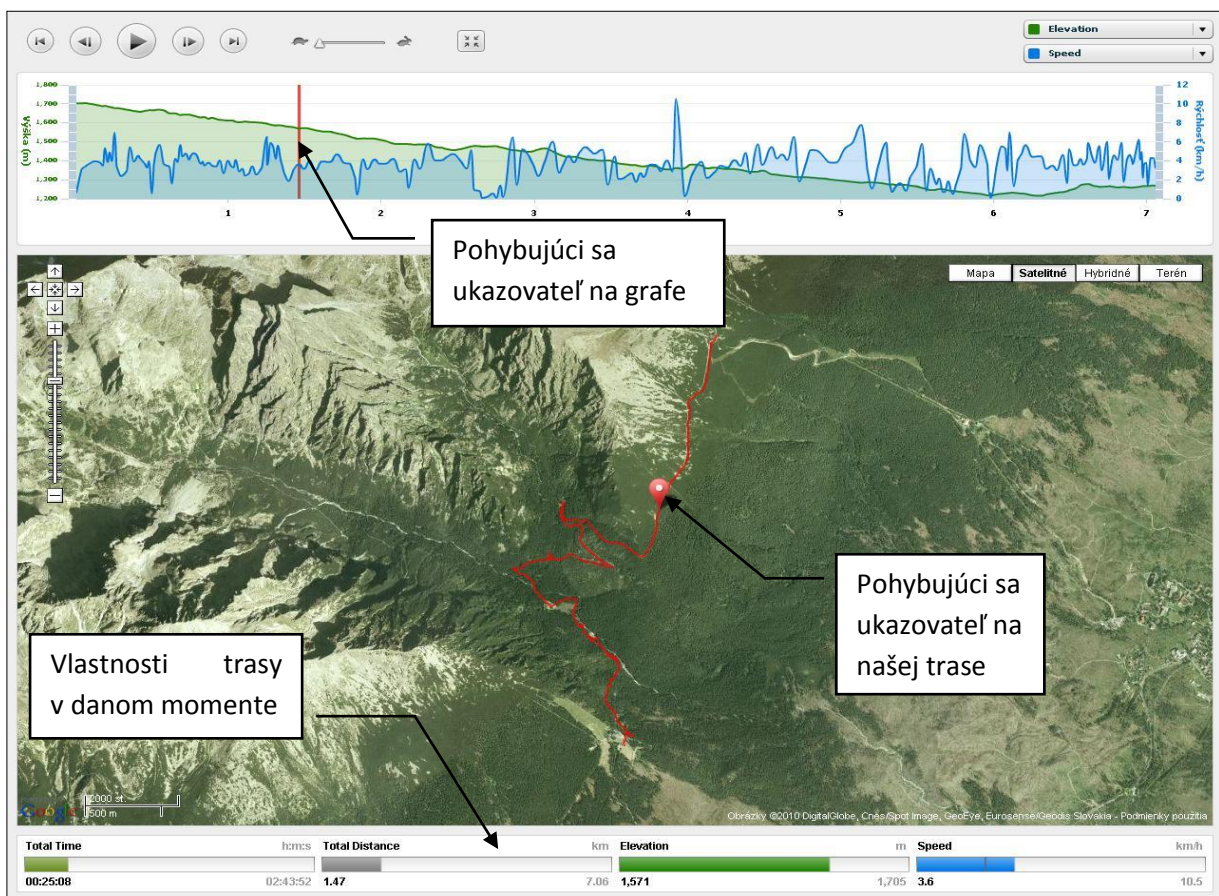 Elevation
Speed
1,800
1,700
1,600
1,500
1,400
1,300
1,200
Výška (m)
12
10
8
6
4
2
0
Rýchlosť (km/h)
1 2 3 4 5 6 7
Pohybujúci sa
ukazovateľ na grafe
Mapa Satelitné Hybridné Terén
Pohybujúci sa
ukazovateľ na
našej trase
Vlastnosti trasy
v danom momente
Google
2000 st.
500 m
Obrázky ©2010 DigitalGlobe, Cnes/Spot Image, GeoEye, Eurosense/Geodis Slovakia - Podmienky použitia
Total Time h:m:s Total Distance km Elevation m Speed km/h
00:25:08 02:43:52 1.47 7.06 1,571 1,705 3.6 10.5